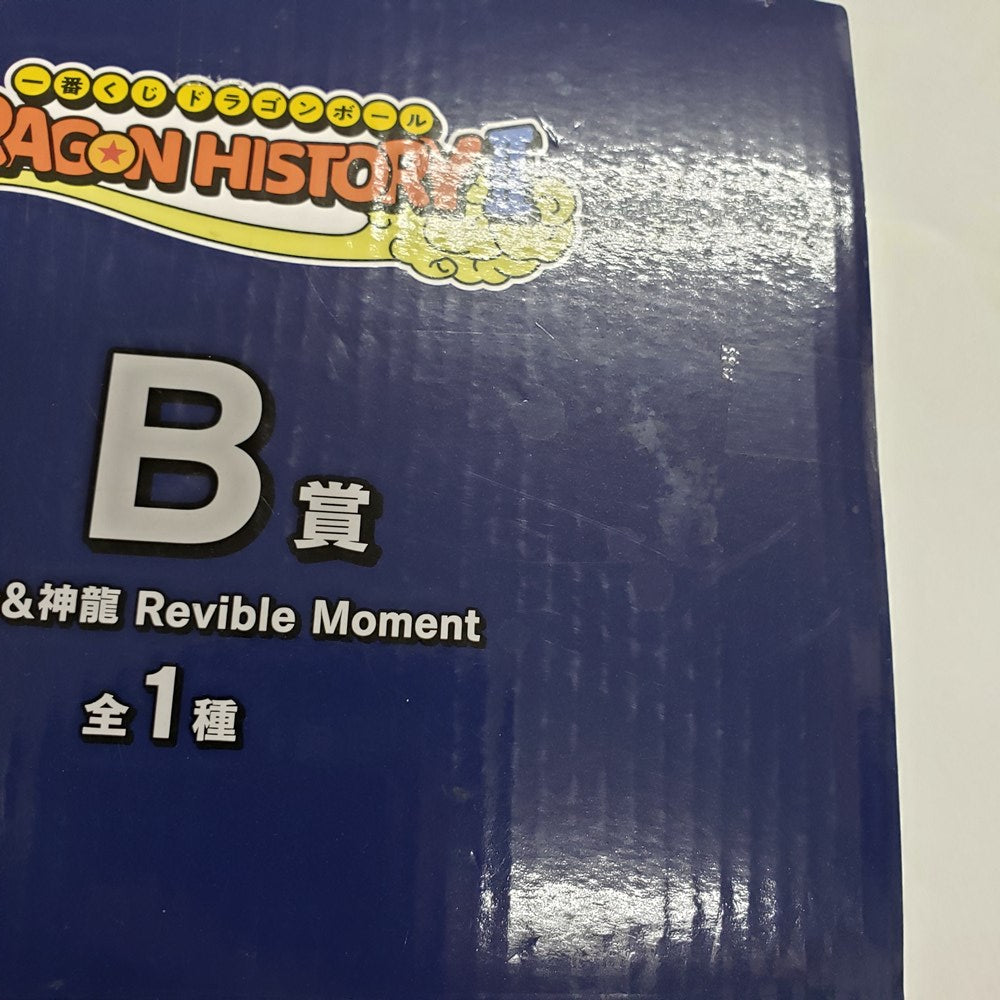 一番くじ ドラゴンボール
RAGON HISTORY I
B賞
&神龍 Revible Moment
全1種